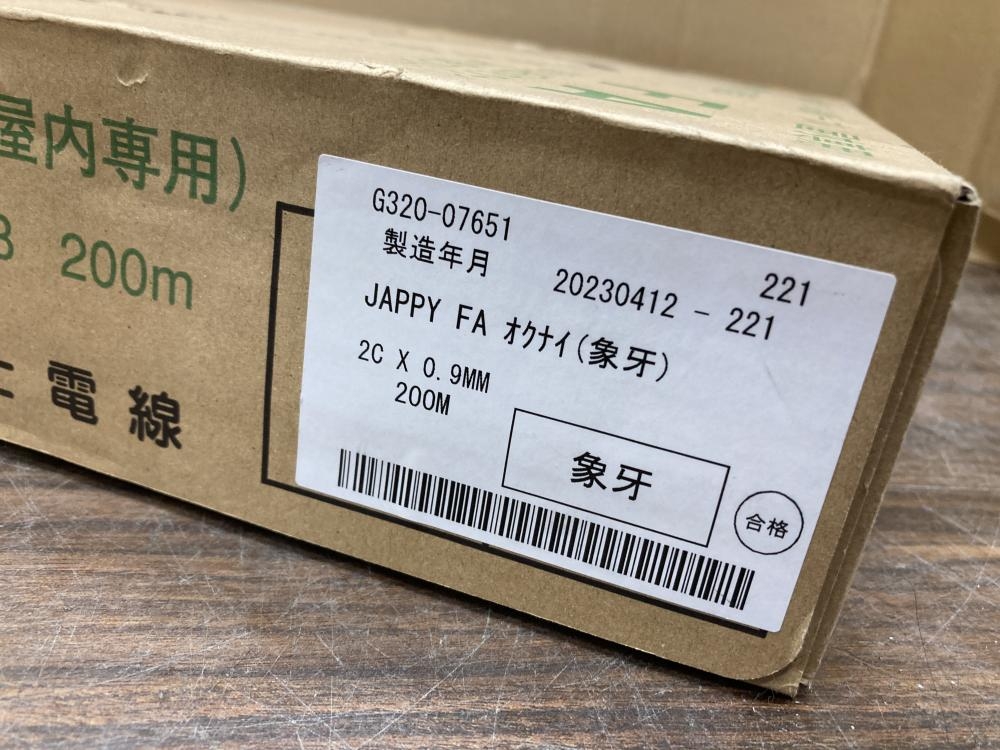 屋内専用)
200m
電線
G320-07651
製造年月 20230412 - 221
221
JAPPY FA ｵｸﾅｲ(象牙)
2C X 0.9MM
200M
象牙
合格